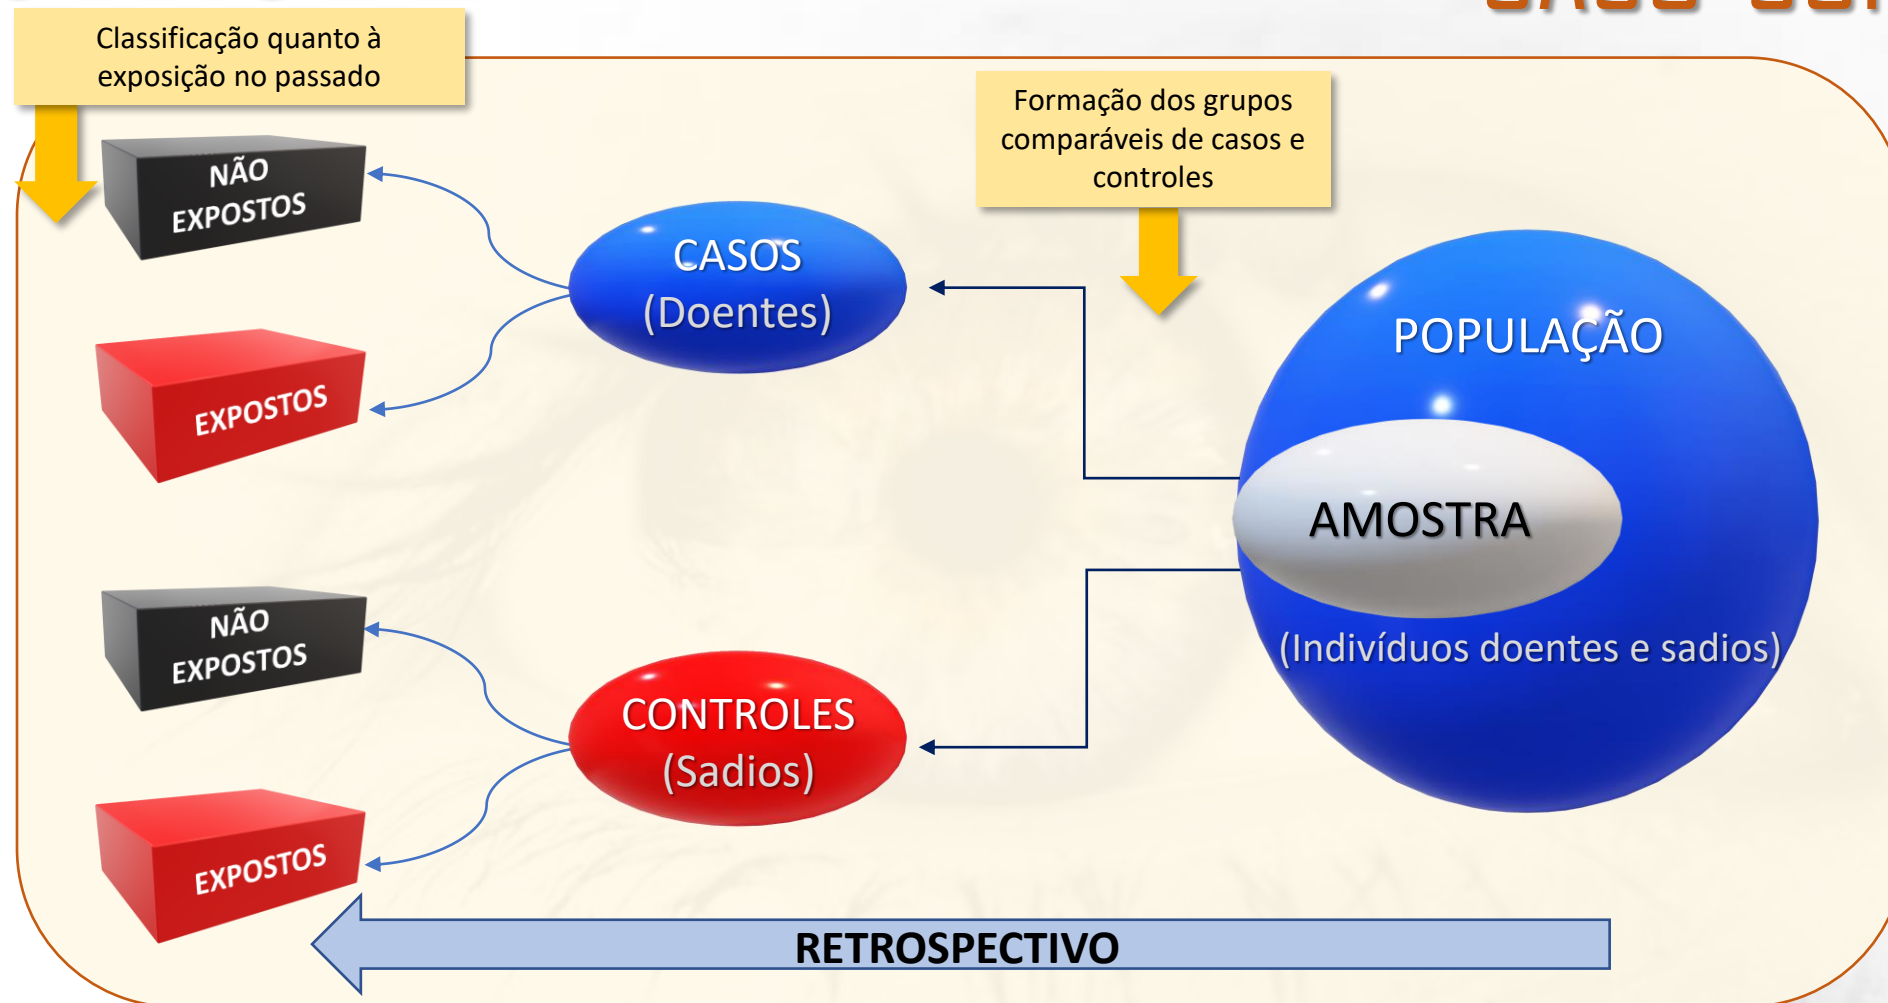 Classificação quanto à
exposição no passado
Formação dos grupos
comparáveis de casos e
controles
NÃO
EXPOSTOS
CASOS
(Doentes)
POPULAÇÃO
EXPOSTOS
AMOSTRA
NÃO
EXPOSTOS
(Indivíduos doentes e sadios)
CONTROLES
(Sadios)
EXPOSTOS
RETROSPECTIVO